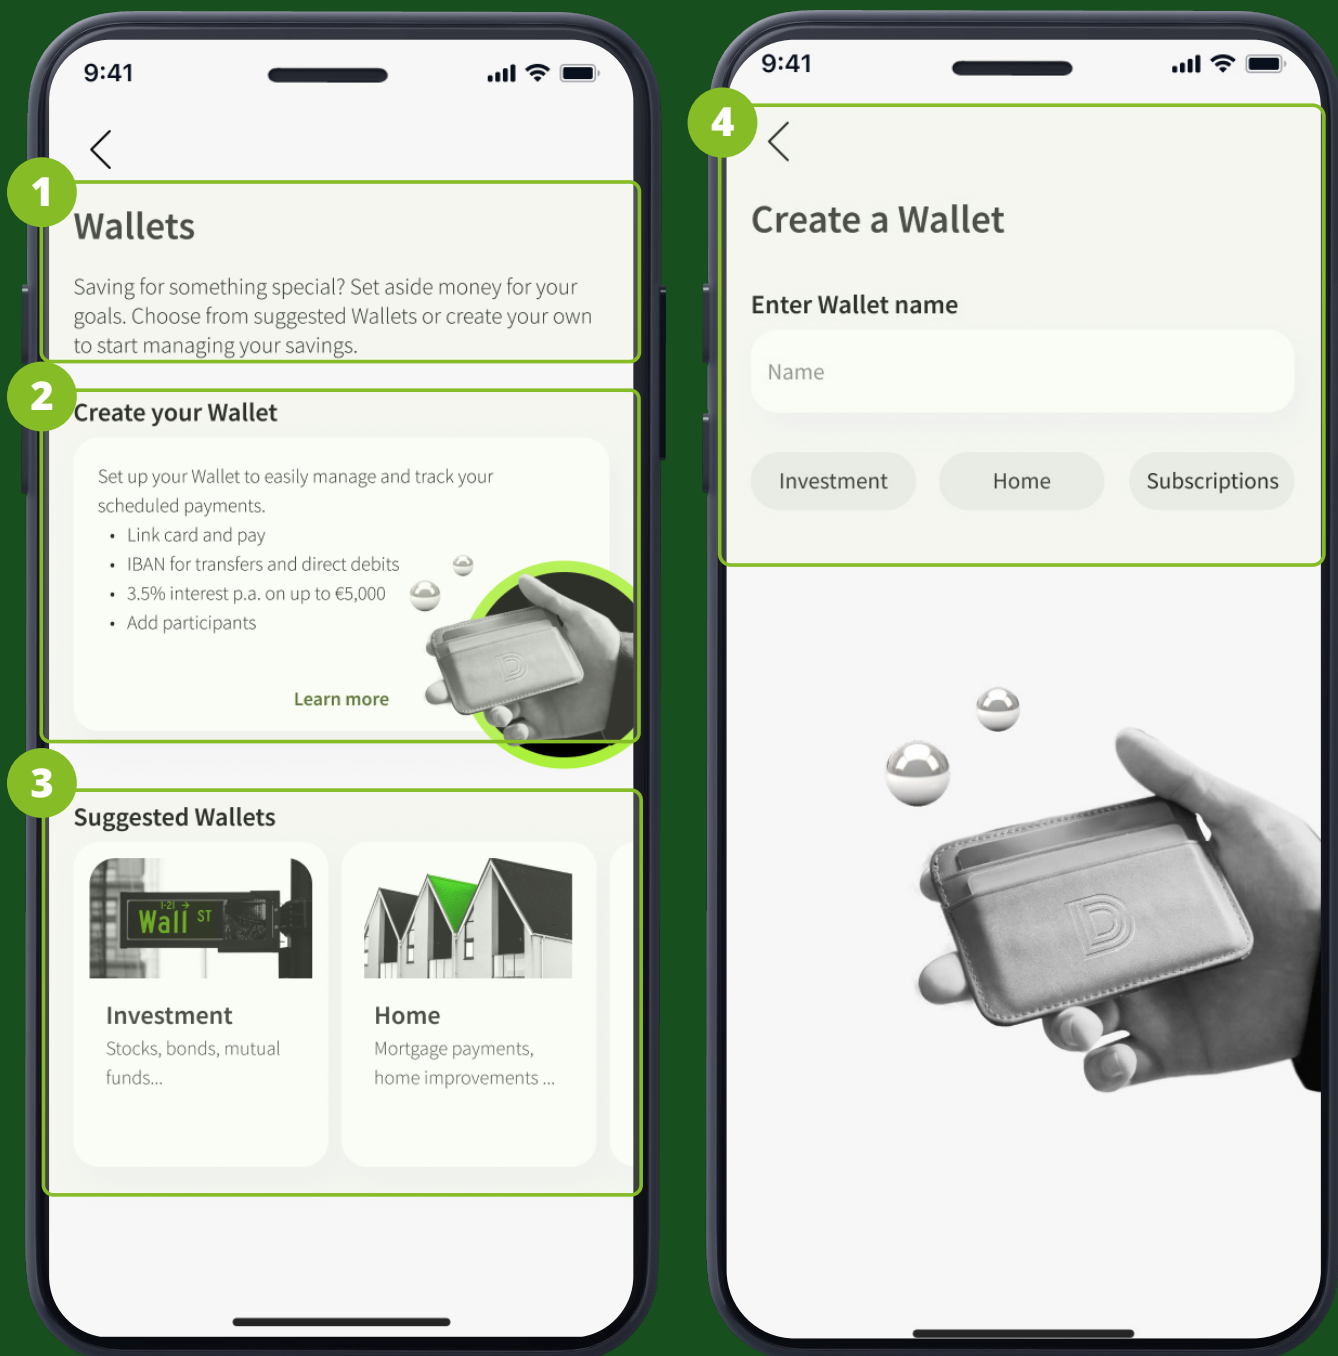 9:41
1
Wallets
Saving for something special? Set aside money for your
goals. Choose from suggested Wallets or create your own
to start managing your savings.
2
Create your Wallet
Set up your Wallet to easily manage and track your
scheduled payments.
• Link card and pay
• IBAN for transfers and direct debits
• 3.5% interest p.a. on up to €5,000
• Add participants
Learn more
D
3
Suggested Wallets
1-21 →
Wall ST
Investment
Stocks, bonds, mutual
funds...
Home
Mortgage payments,
home improvements ...
9:41
4
Create a Wallet
Enter Wallet name
Name
Investment
Home
Subscriptions
D